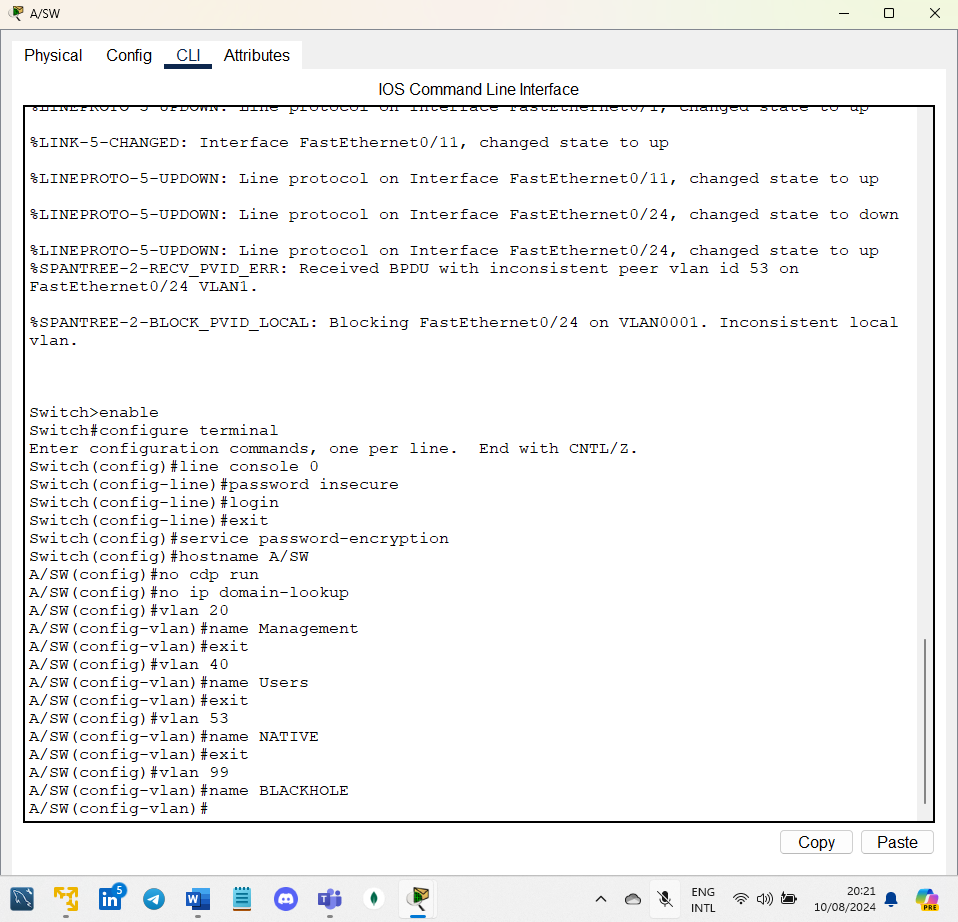 A/SW
Physical Config CLI Attributes
IOS Command Line Interface
%LINEPROTO-5-UPDOWN: Line protocol on Interface FastEthernet0/1, changed state to up
%LINK-5-CHANGED: Interface FastEthernet0/11, changed state to up
%LINEPROTO-5-UPDOWN: Line protocol on Interface FastEthernet0/11, changed state to up
%LINEPROTO-5-UPDOWN: Line protocol on Interface FastEthernet0/24, changed state to down
%LINEPROTO-5-UPDOWN: Line protocol on Interface FastEthernet0/24, changed state to up
%SPANTREE-2-RECV_PVID_ERR: Received BPDU with inconsistent peer vlan id 53 on
FastEthernet0/24 VLAN1.
%SPANTREE-2-BLOCK_PVID_LOCAL: Blocking FastEthernet0/24 on VLAN0001. Inconsistent local
vlan.
Switch>enable
Switch#configure terminal
Enter configuration commands, one per line.  End with CNTL/Z.
Switch(config)#line console 0
Switch(config-line)#password insecure
Switch(config-line)#login
Switch(config-line)#exit
Switch(config)#service password-encryption
Switch(config)#hostname A/SW
A/SW(config)#no cdp run
A/SW(config)#no ip domain-lookup
A/SW(config)#vlan 20
A/SW(config-vlan)#name Management
A/SW(config-vlan)#exit
A/SW(config)#vlan 40
A/SW(config-vlan)#name Users
A/SW(config-vlan)#exit
A/SW(config)#vlan 53
A/SW(config-vlan)#name NATIVE
A/SW(config-vlan)#exit
A/SW(config)#vlan 99
A/SW(config-vlan)#name BLACKHOLE
A/SW(config-vlan)#
Copy Paste
5
ENG
INTL
20:21
10/08/2024
PRE